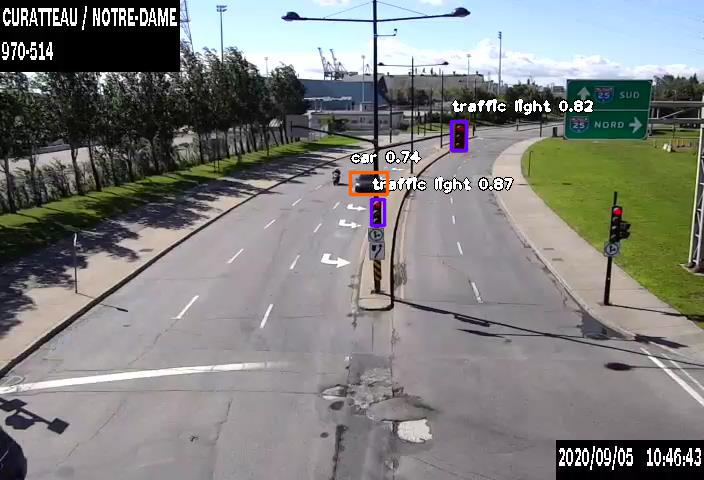 CURATTEAU / NOTRE-DAME
970-514
traffic light 0.82
25 SUD
25 NORD
car 0.74
traffic light 0.87
2020/09/05 10:46:43